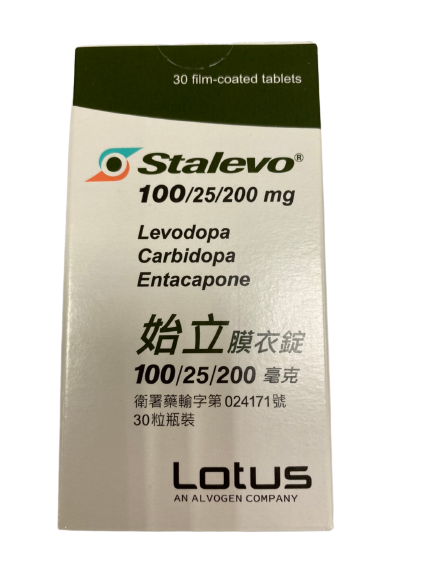 30 film-coated tablets
Stalevo®
100/25/200 mg
Levodopa
Carbidopa
Entacapone
始立膜衣錠
100/25/200 毫克
衛署藥輸字第 024171 號
30粒瓶裝
Lotus
AN ALVOGEN COMPANY